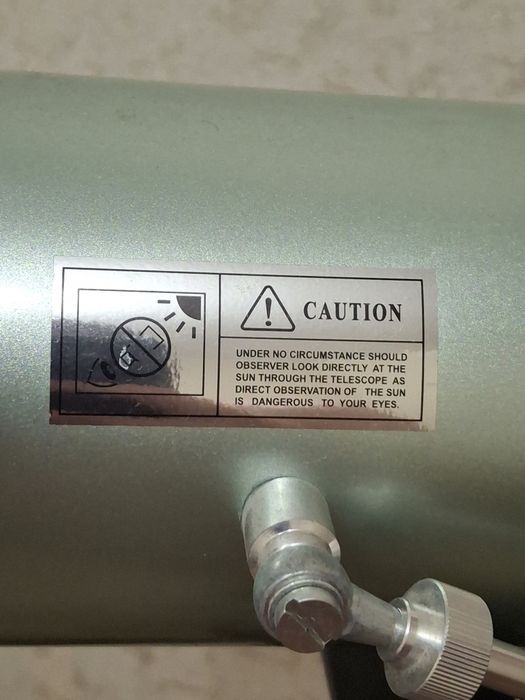 CAUTION
UNDER NO CIRCUMSTANCE SHOULD
OBSERVER LOOK DIRECTLY AT THE
SUN THROUGH THE TELESCOPE AS
DIRECT OBSERVATION OF THE SUN
IS DANGEROUS TO YOUR EYES.